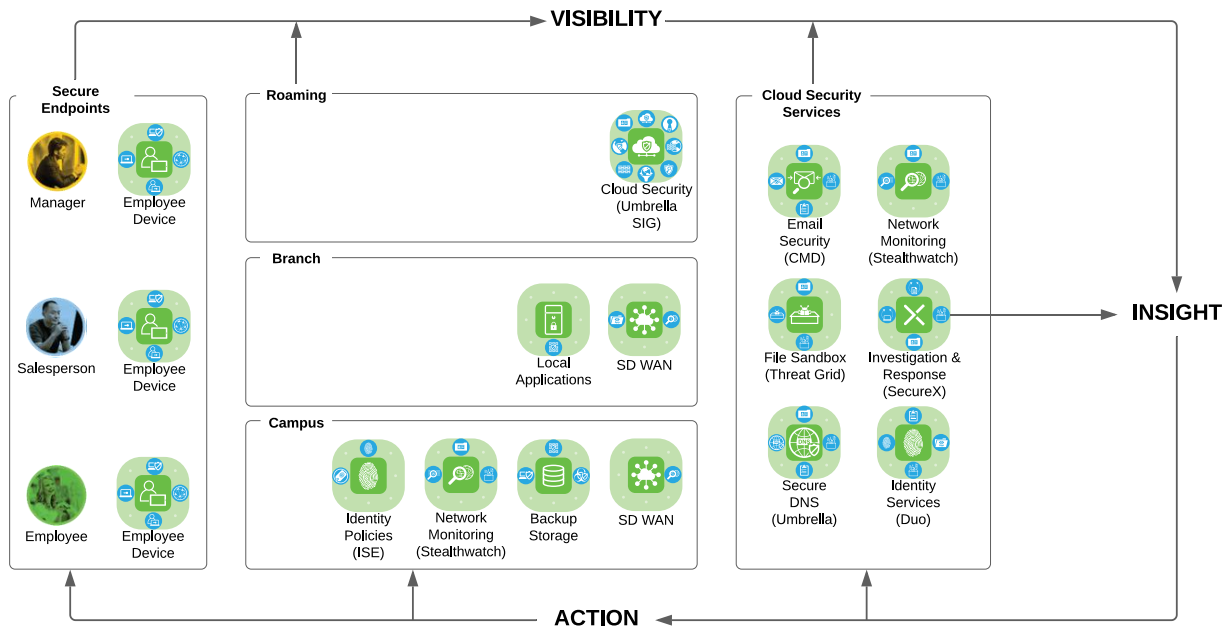 VISIBILITY
Secure
Endpoints
Manager
Employee
Device
Salesperson
Employee
Device
Employee
Employee
Device
Roaming
Cloud Security
(Umbrella
SIG)
Branch
Local
Applications
SD WAN
Campus
Identity
Policies
(ISE)
Network
Monitoring
(Stealthwatch)
Backup
Storage
SD WAN
Cloud Security
Services
Email
Security
(CMD)
Network
Monitoring
(Stealthwatch)
File Sandbox
(Threat Grid)
Investigation &
Response
(SecureX)
DNS
Secure
DNS
(Umbrella)
Identity
Services
(Duo)
INSIGHT
ACTION